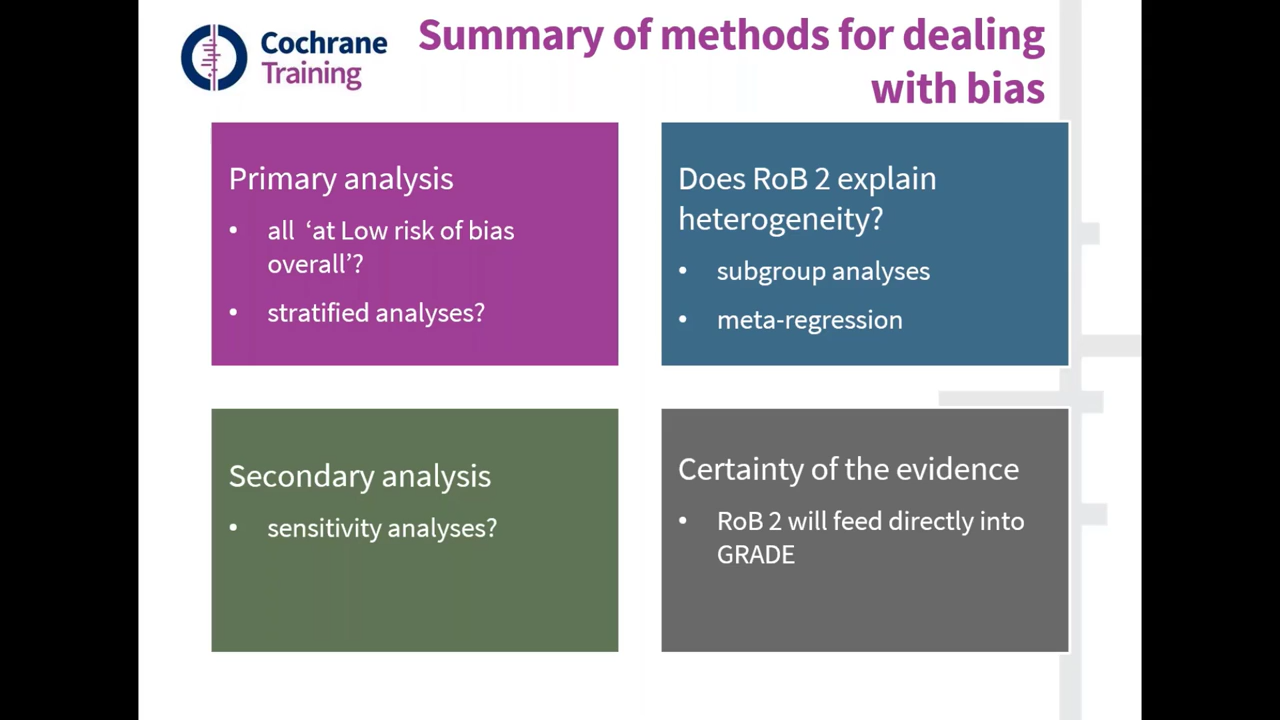 Cochrane
Training
Summary of methods for dealing
with bias
Primary analysis
• all ‘at Low risk of bias
overall’?
• stratified analyses?
Does RoB 2 explain
heterogeneity?
• subgroup analyses
• meta-regression
Secondary analysis
• sensitivity analyses?
Certainty of the evidence
• RoB 2 will feed directly into
GRADE